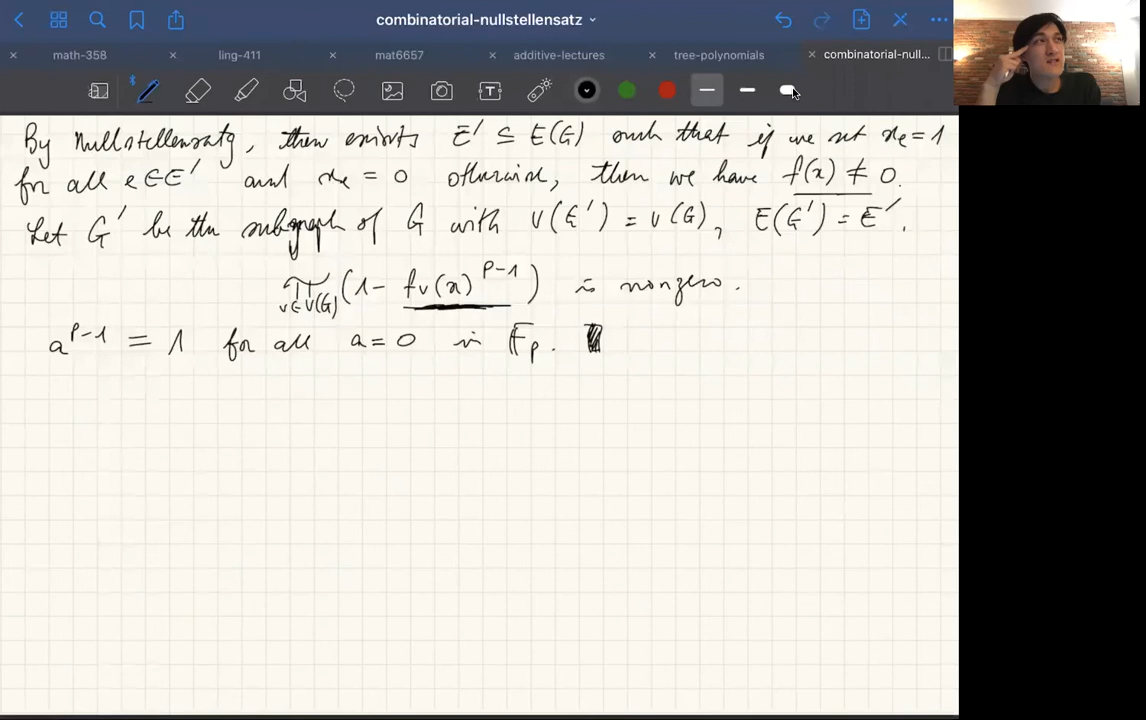 combinatorial-nullstellensatz
math-358
ling-411
mat6657
additive-lectures
tree-polynomials
combinatorial-null...
By Nullstellensatz, there exists E' ⊆ E(G) such that if we set x_e = 1
for all e ∈ E' and x_e = 0 otherwise, then we have f(x) ≠ 0.
Let G' be the subgraph of G with V(G') = V(G), E(G') = E'.
∏_{v∈V(G)} (1 - f_v(x)^{p-1}) is nonzero.
a^{p-1} = 1 for all a = 0 in F_p.